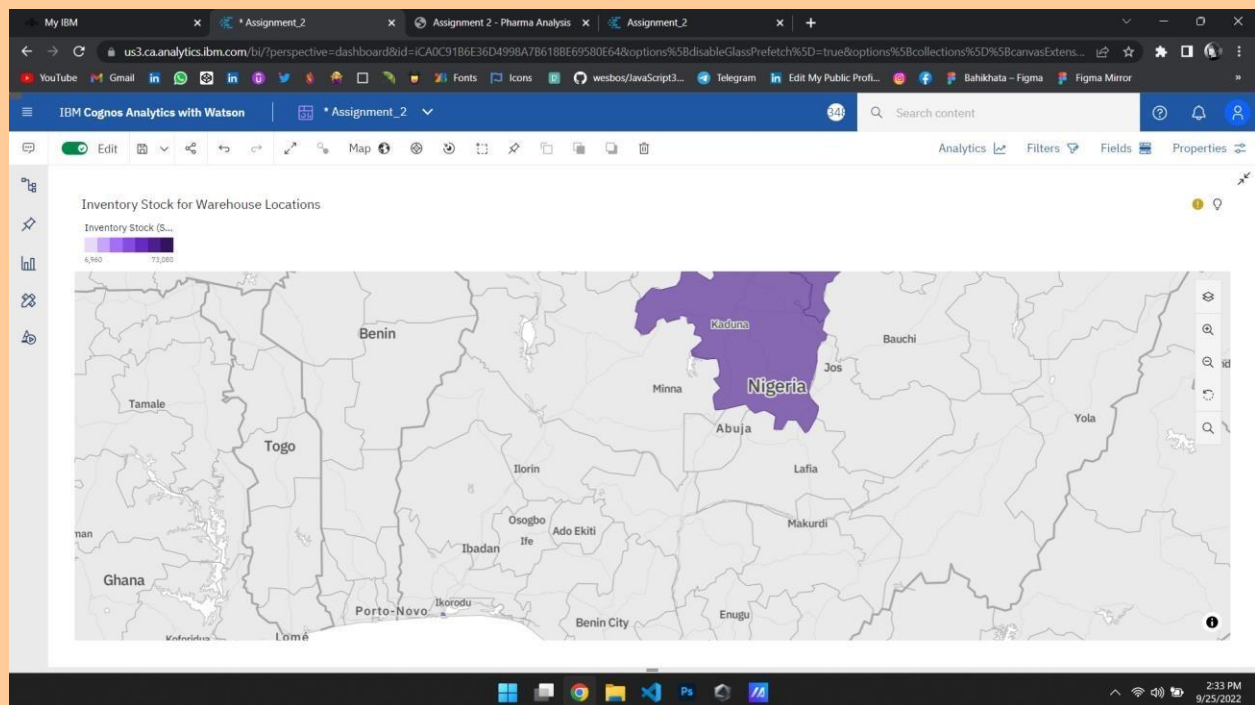 My IBM
* Assignment_2
Assignment 2 - Pharma Analysis
Assignment_2
us3.ca.analytics.ibm.com/bi/?perspective=dashboard&id=iCA0C91B6E36D4998A7B618BE69580E64&options%5BdisableGlassPrefetch%5D=true&options%5Bcollections%5D%5BcanvasExtens...
YouTube Gmail Fonts Icons wesbos/JavaScript3... Telegram Edit My Public Profi... Bahikhata – Figma Figma Mirror »
IBM Cognos Analytics with Watson
* Assignment_2
Search content
Edit
Map
Analytics
Filters
Fields
Properties
Inventory Stock for Warehouse Locations
Inventory Stock (S...
6,960 73,080
Kaduna
Benin
Bauchi
Jos
Minna
Nigeria
Tamale
Yola
Abuja
Togo
Ilorin
Lafia
Osogbo
Makurdi
Ado Ekiti
man
Ife
Ibadan
Ghana
Ikorodu
Porto-Novo
Enugu
Benin City
Koforidua
Lomé
Ps
2:33 PM
9/25/2022